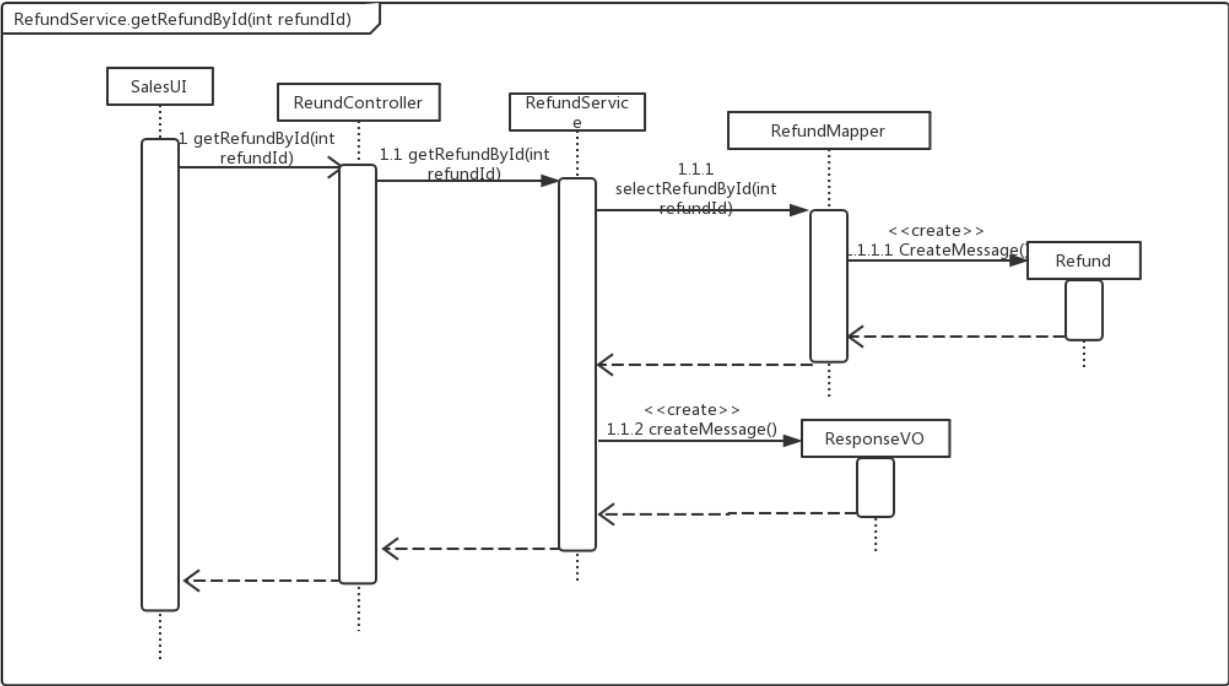 RefundService.getRefundById(int refundId)
SalesUI
ReundController
RefundServic
e
RefundMapper
1 getRefundById(int
refundId)
1.1 getRefundById(int
refundId)
1.1.1
selectRefundById(int
refundId)
<<create>>
1.1.1.1 CreateMessage()
Refund
<<create>>
1.1.2 createMessage()
ResponseVO